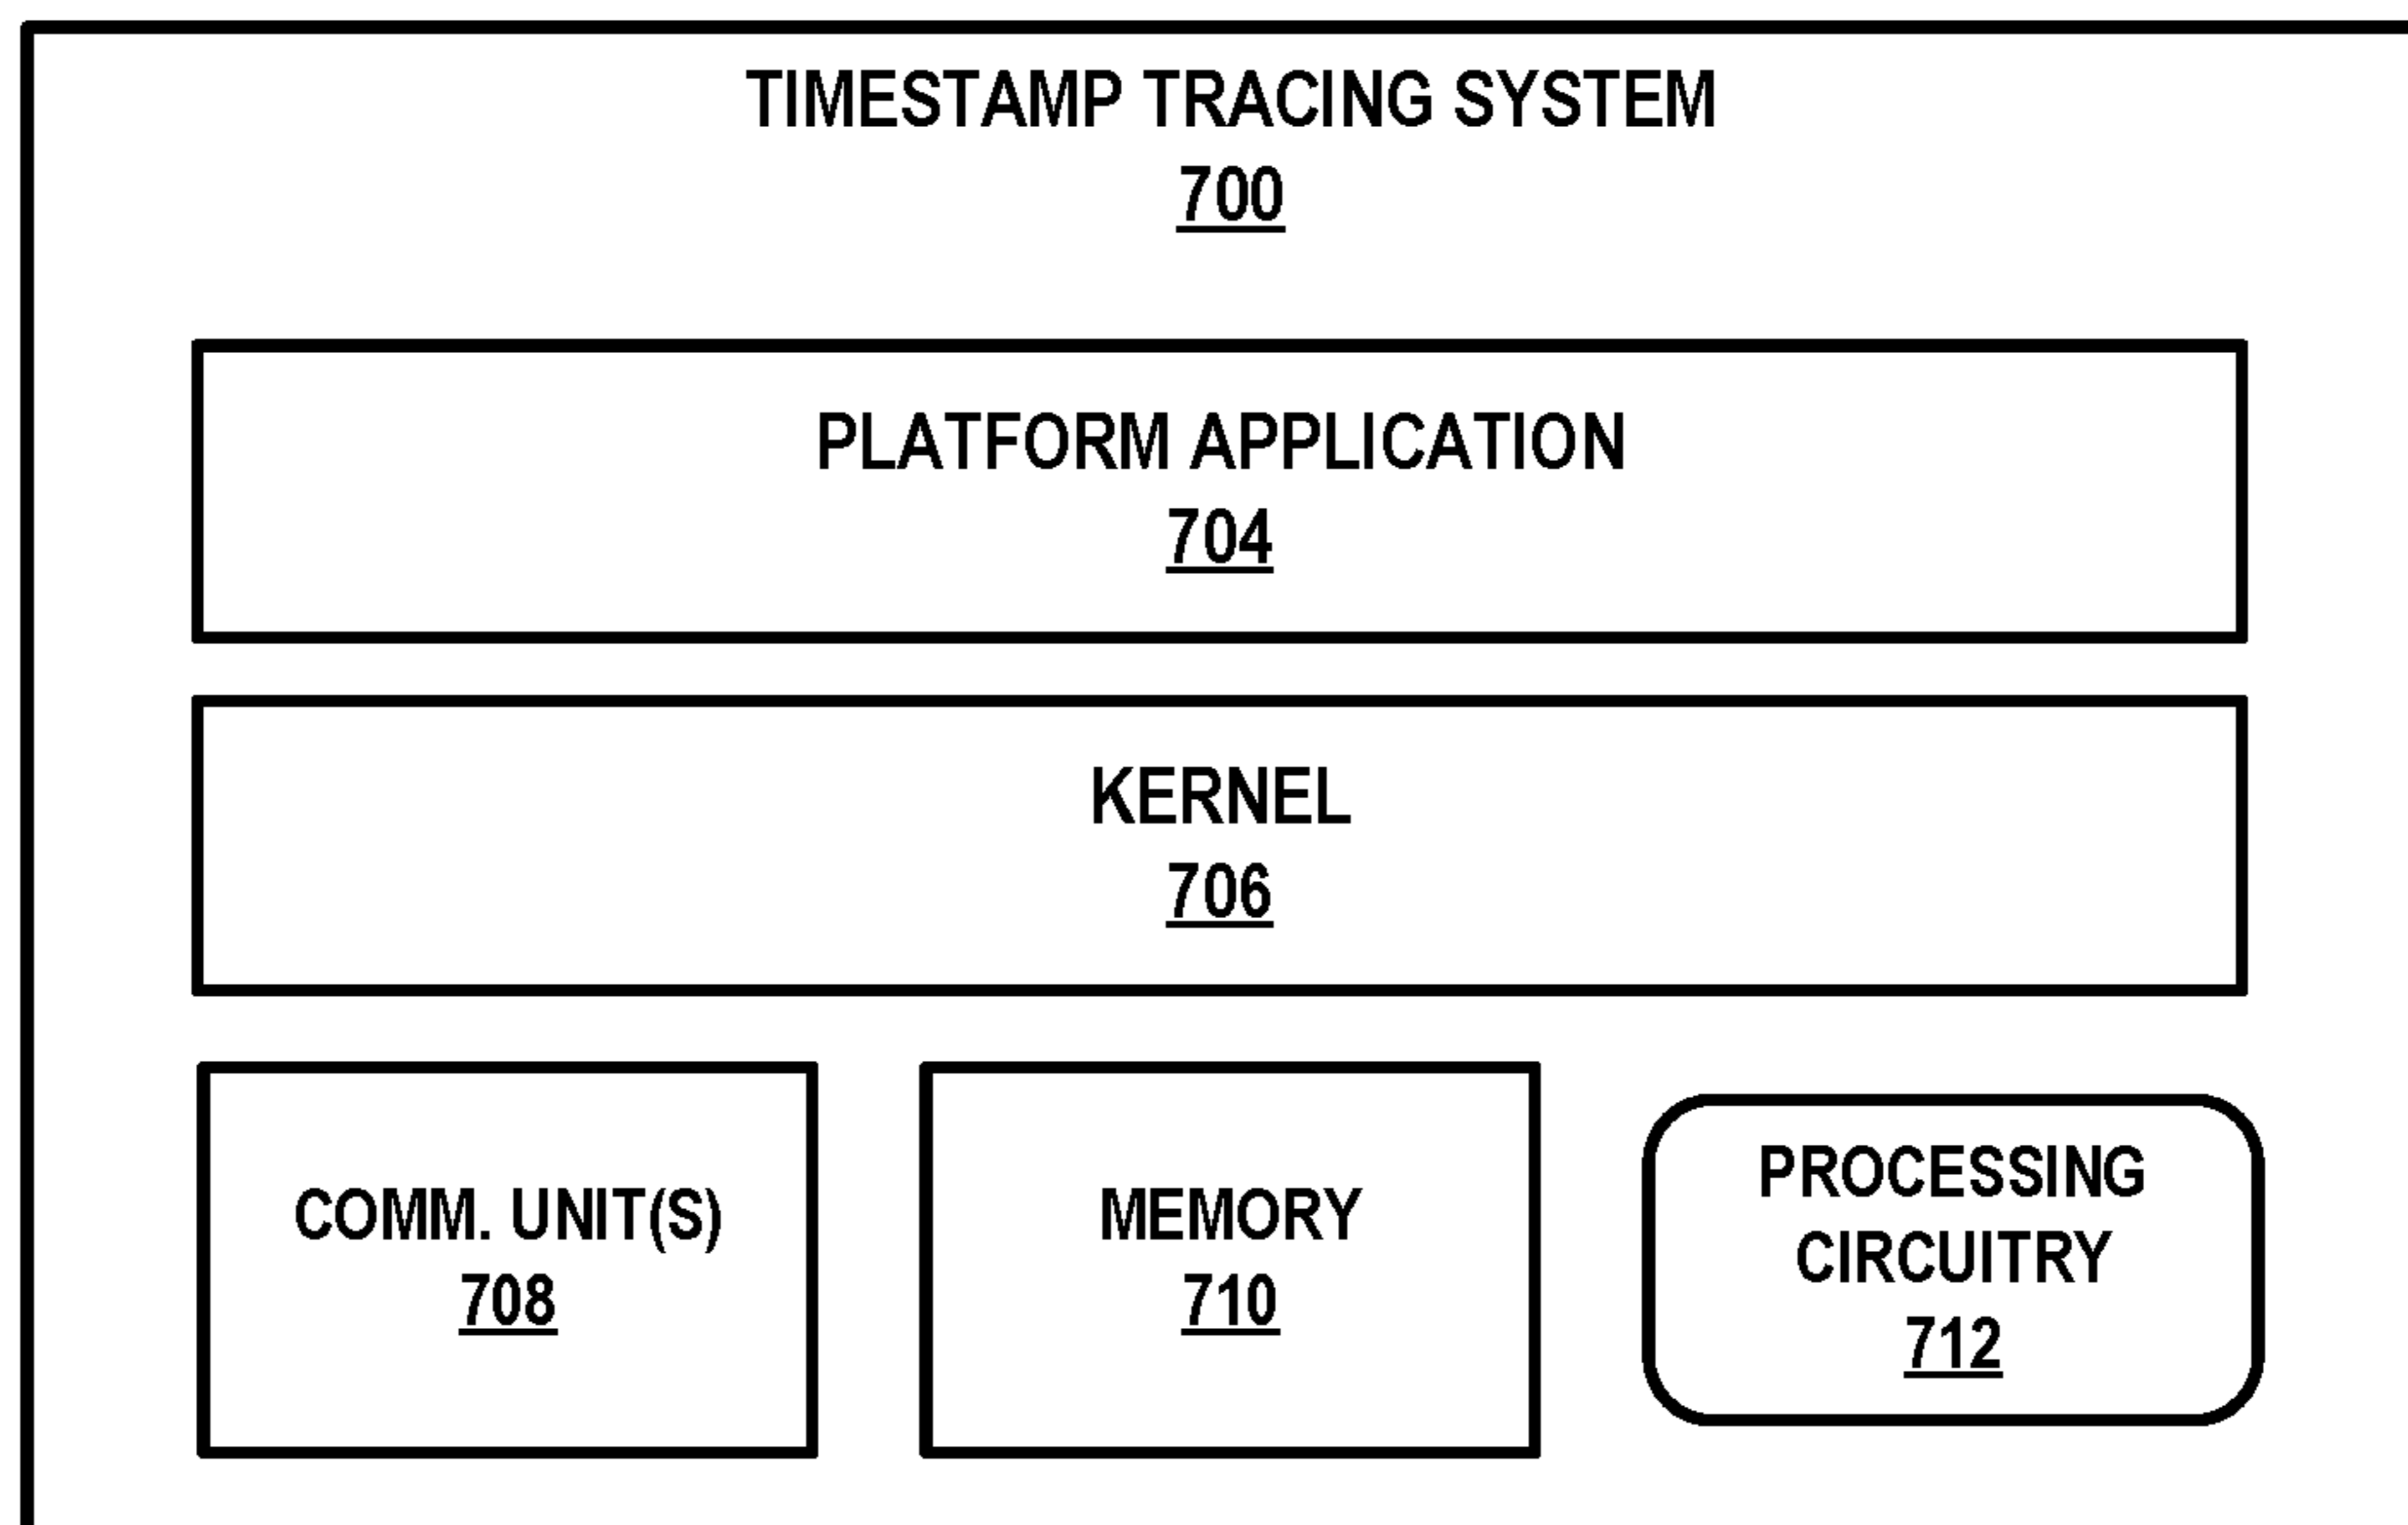 TIMESTAMP TRACING SYSTEM
700
PLATFORM APPLICATION
704
KERNEL
706
COMM. UNIT(S)
708
MEMORY
710
PROCESSING
CIRCUITRY
712